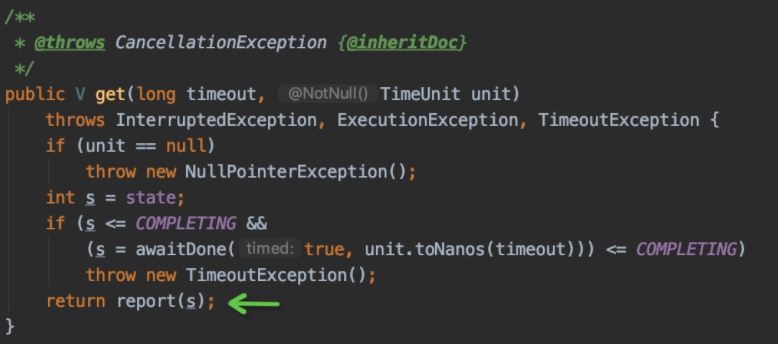 /**
 * @throws CancellationException {@inheritDoc}
 */
public V get(long timeout, @NotNull() TimeUnit unit)
    throws InterruptedException, ExecutionException, TimeoutException {
    if (unit == null)
        throw new NullPointerException();
    int s = state;
    if (s <= COMPLETING &&
        (s = awaitDone( timed: true, unit.toNanos(timeout))) <= COMPLETING)
        throw new TimeoutException();
    return report(s);
}